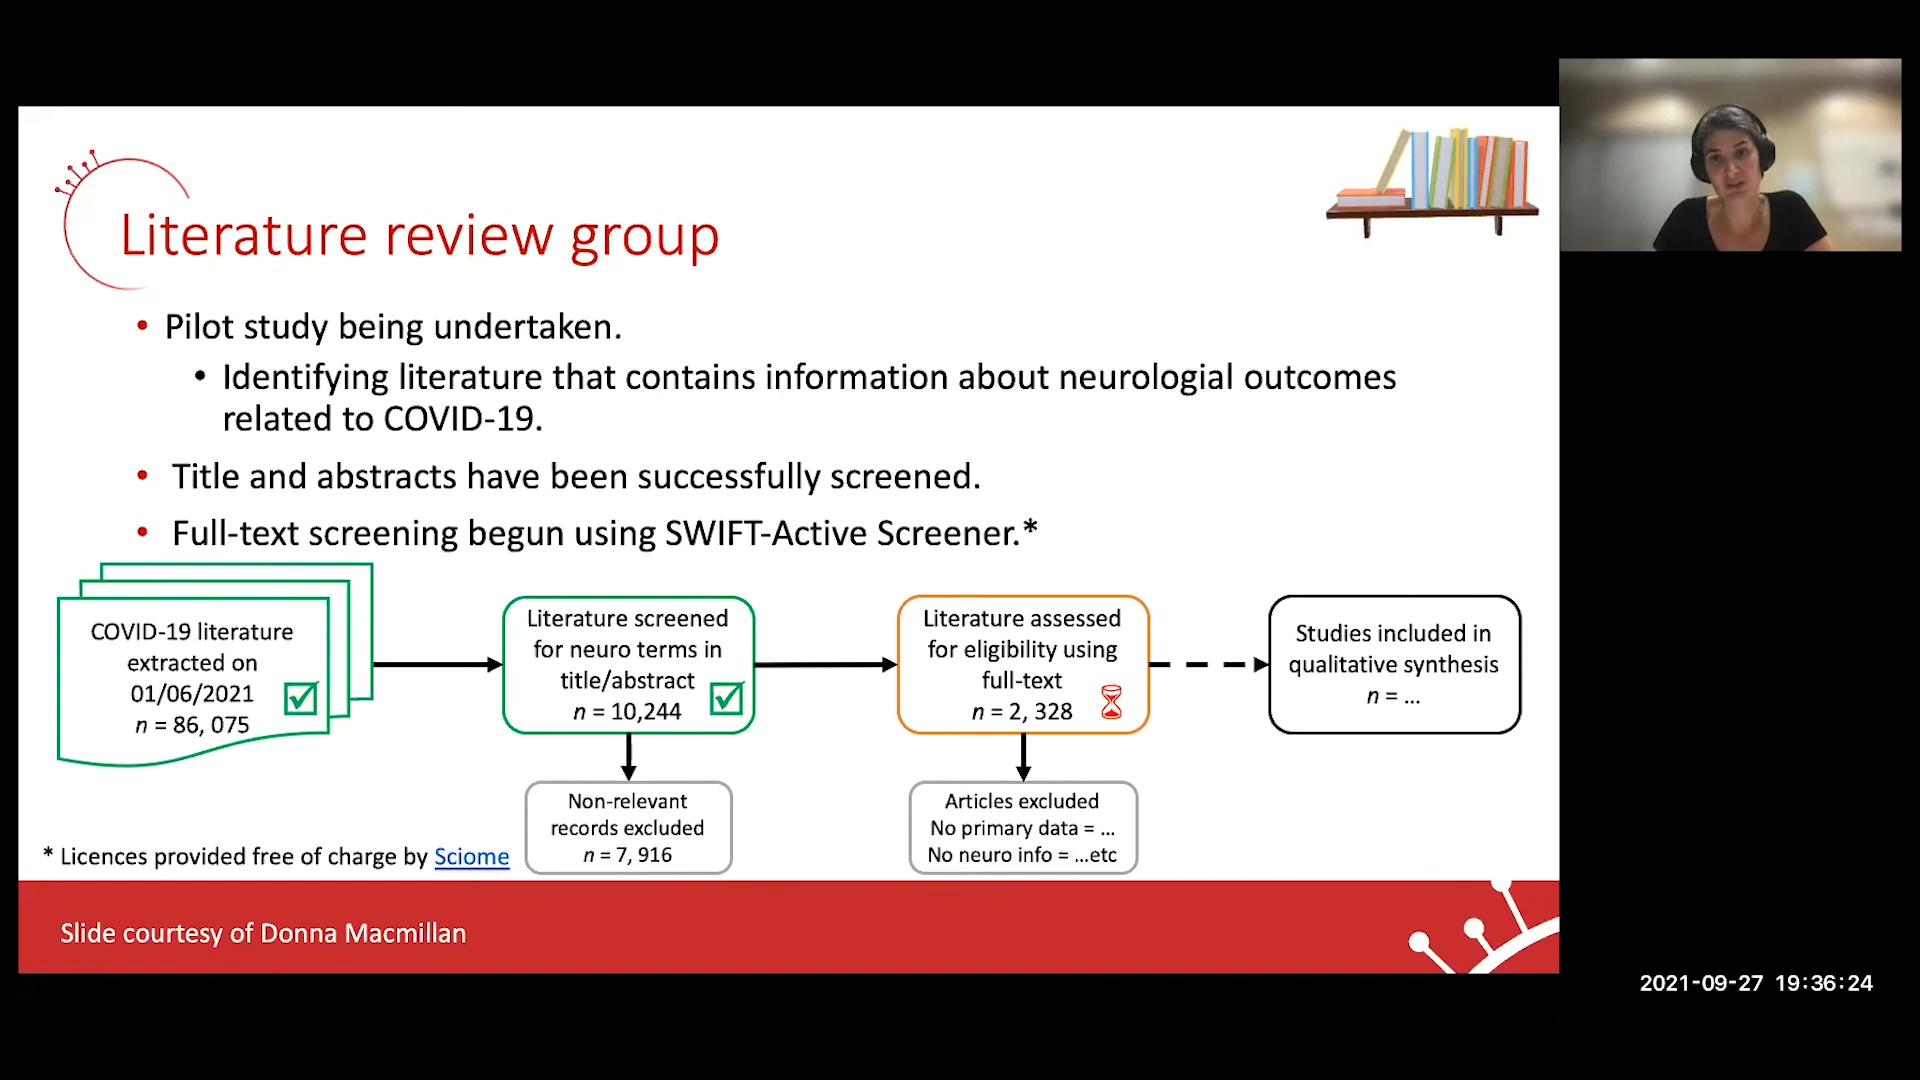 Literature review group
• Pilot study being undertaken.
• Identifying literature that contains information about neurologial outcomes
related to COVID-19.
• Title and abstracts have been successfully screened.
• Full-text screening begun using SWIFT-Active Screener.*
COVID-19 literature
extracted on
01/06/2021
n = 86, 075
Literature screened
for neuro terms in
title/abstract
n = 10,244
Literature assessed
for eligibility using
full-text
n = 2, 328
Studies included in
qualitative synthesis
n = ...
Non-relevant
records excluded
n = 7, 916
Articles excluded
No primary data = ...
No neuro info = ...etc
* Licences provided free of charge by Sciome
Slide courtesy of Donna Macmillan
2021-09-27 19:36:24